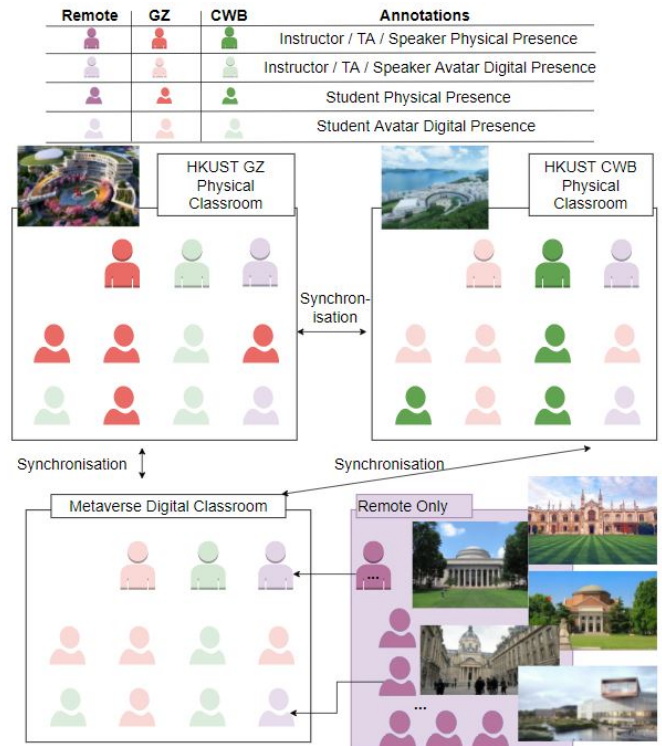 Remote GZ CWB Annotations
Instructor / TA / Speaker Physical Presence
Instructor / TA / Speaker Avatar Digital Presence
Student Physical Presence
Student Avatar Digital Presence
HKUST GZ
Physical
Classroom
HKUST CWB
Physical
Classroom
Synchron-
isation
Synchronisation
Synchronisation
Metaverse Digital Classroom
Remote Only
...
...